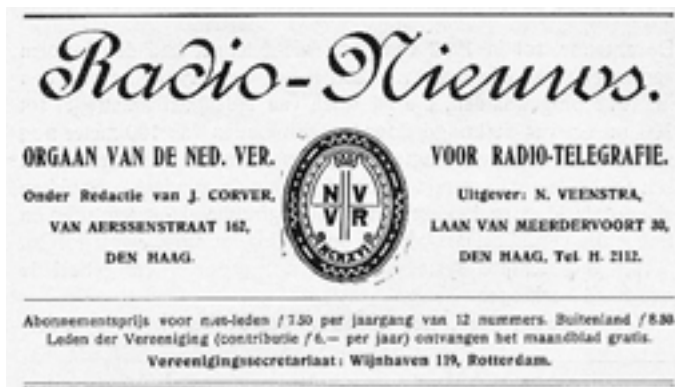 Radio-Nieuws.
ORGAAN VAN DE NED. VER. VOOR RADIO-TELEGRAFIE.
Onder Redactie van J. CORVER,
VAN AERSSENSTRAAT 162,
DEN HAAG.
N V
V R
MCMXVI
Uitgever: N. VEENSTRA,
LAAN VAN MEERDERVOORT 30,
DEN HAAG, Tel. H. 2112.
Abonnementsprijs voor niet-leden ƒ 7.50 per jaargang van 12 nummers. Buitenland ƒ 8.50
Leden der Vereeniging (contributie ƒ 6.— per jaar) ontvangen het maandblad gratis.
Vereenigingssecretariaat: Wijnhaven 119, Rotterdam.